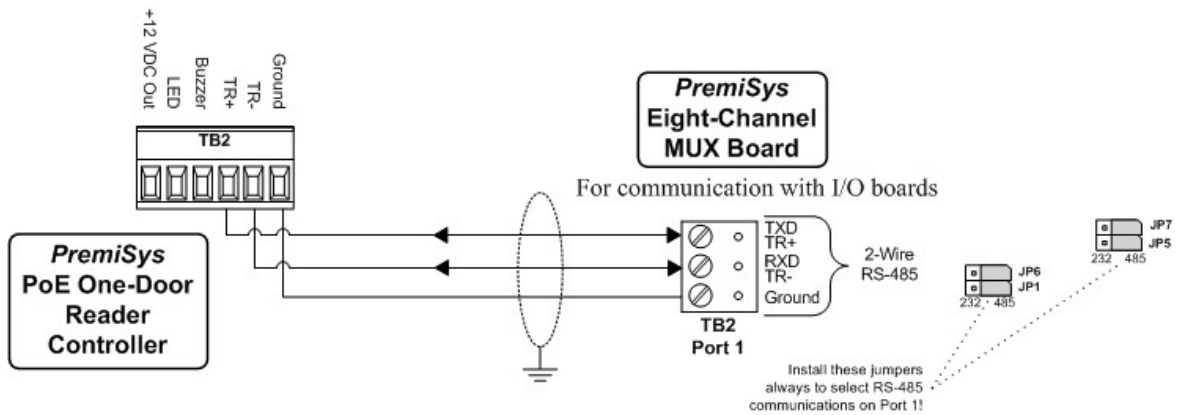 +12 VDC Out
LED
Buzzer
TR+
TR-
Ground
TB2
PremiSys
PoE One-Door
Reader
Controller
PremiSys
Eight-Channel
MUX Board
For communication with I/O boards
TXD
TR+
RXD
TR-
Ground
TB2
Port 1
2-Wire
RS-485
JP6
JP1
232 485
JP7
JP5
232 485
Install these jumpers
always to select RS-485
communications on Port 1!